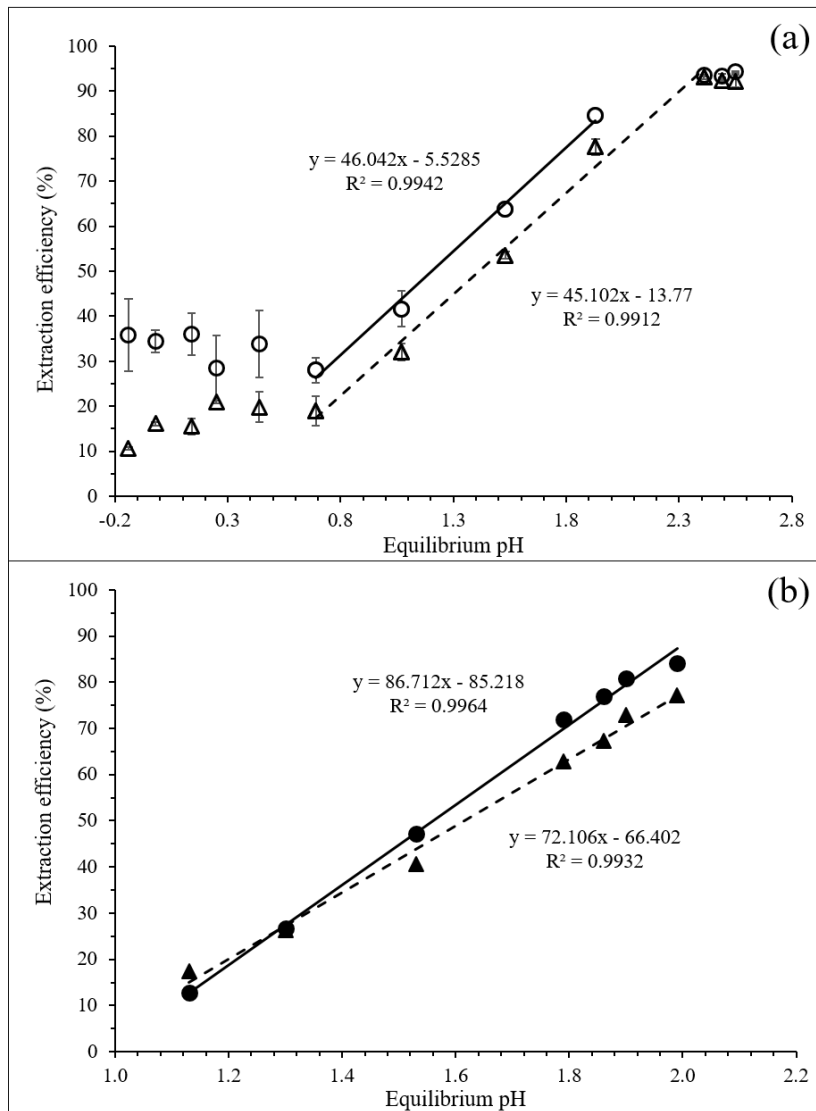 (a)
100
90
80
70
60
50
40
30
20
10
0
Extraction efficiency (%)
y = 46.042x - 5.5285
R² = 0.9942
y = 45.102x - 13.77
R² = 0.9912
-0.2 0.3 0.8 1.3 1.8 2.3 2.8
Equilibrium pH
(b)
100
90
80
70
60
50
40
30
20
10
0
Extraction efficiency (%)
y = 86.712x - 85.218
R² = 0.9964
y = 72.106x - 66.402
R² = 0.9932
1.0 1.2 1.4 1.6 1.8 2.0 2.2
Equilibrium pH